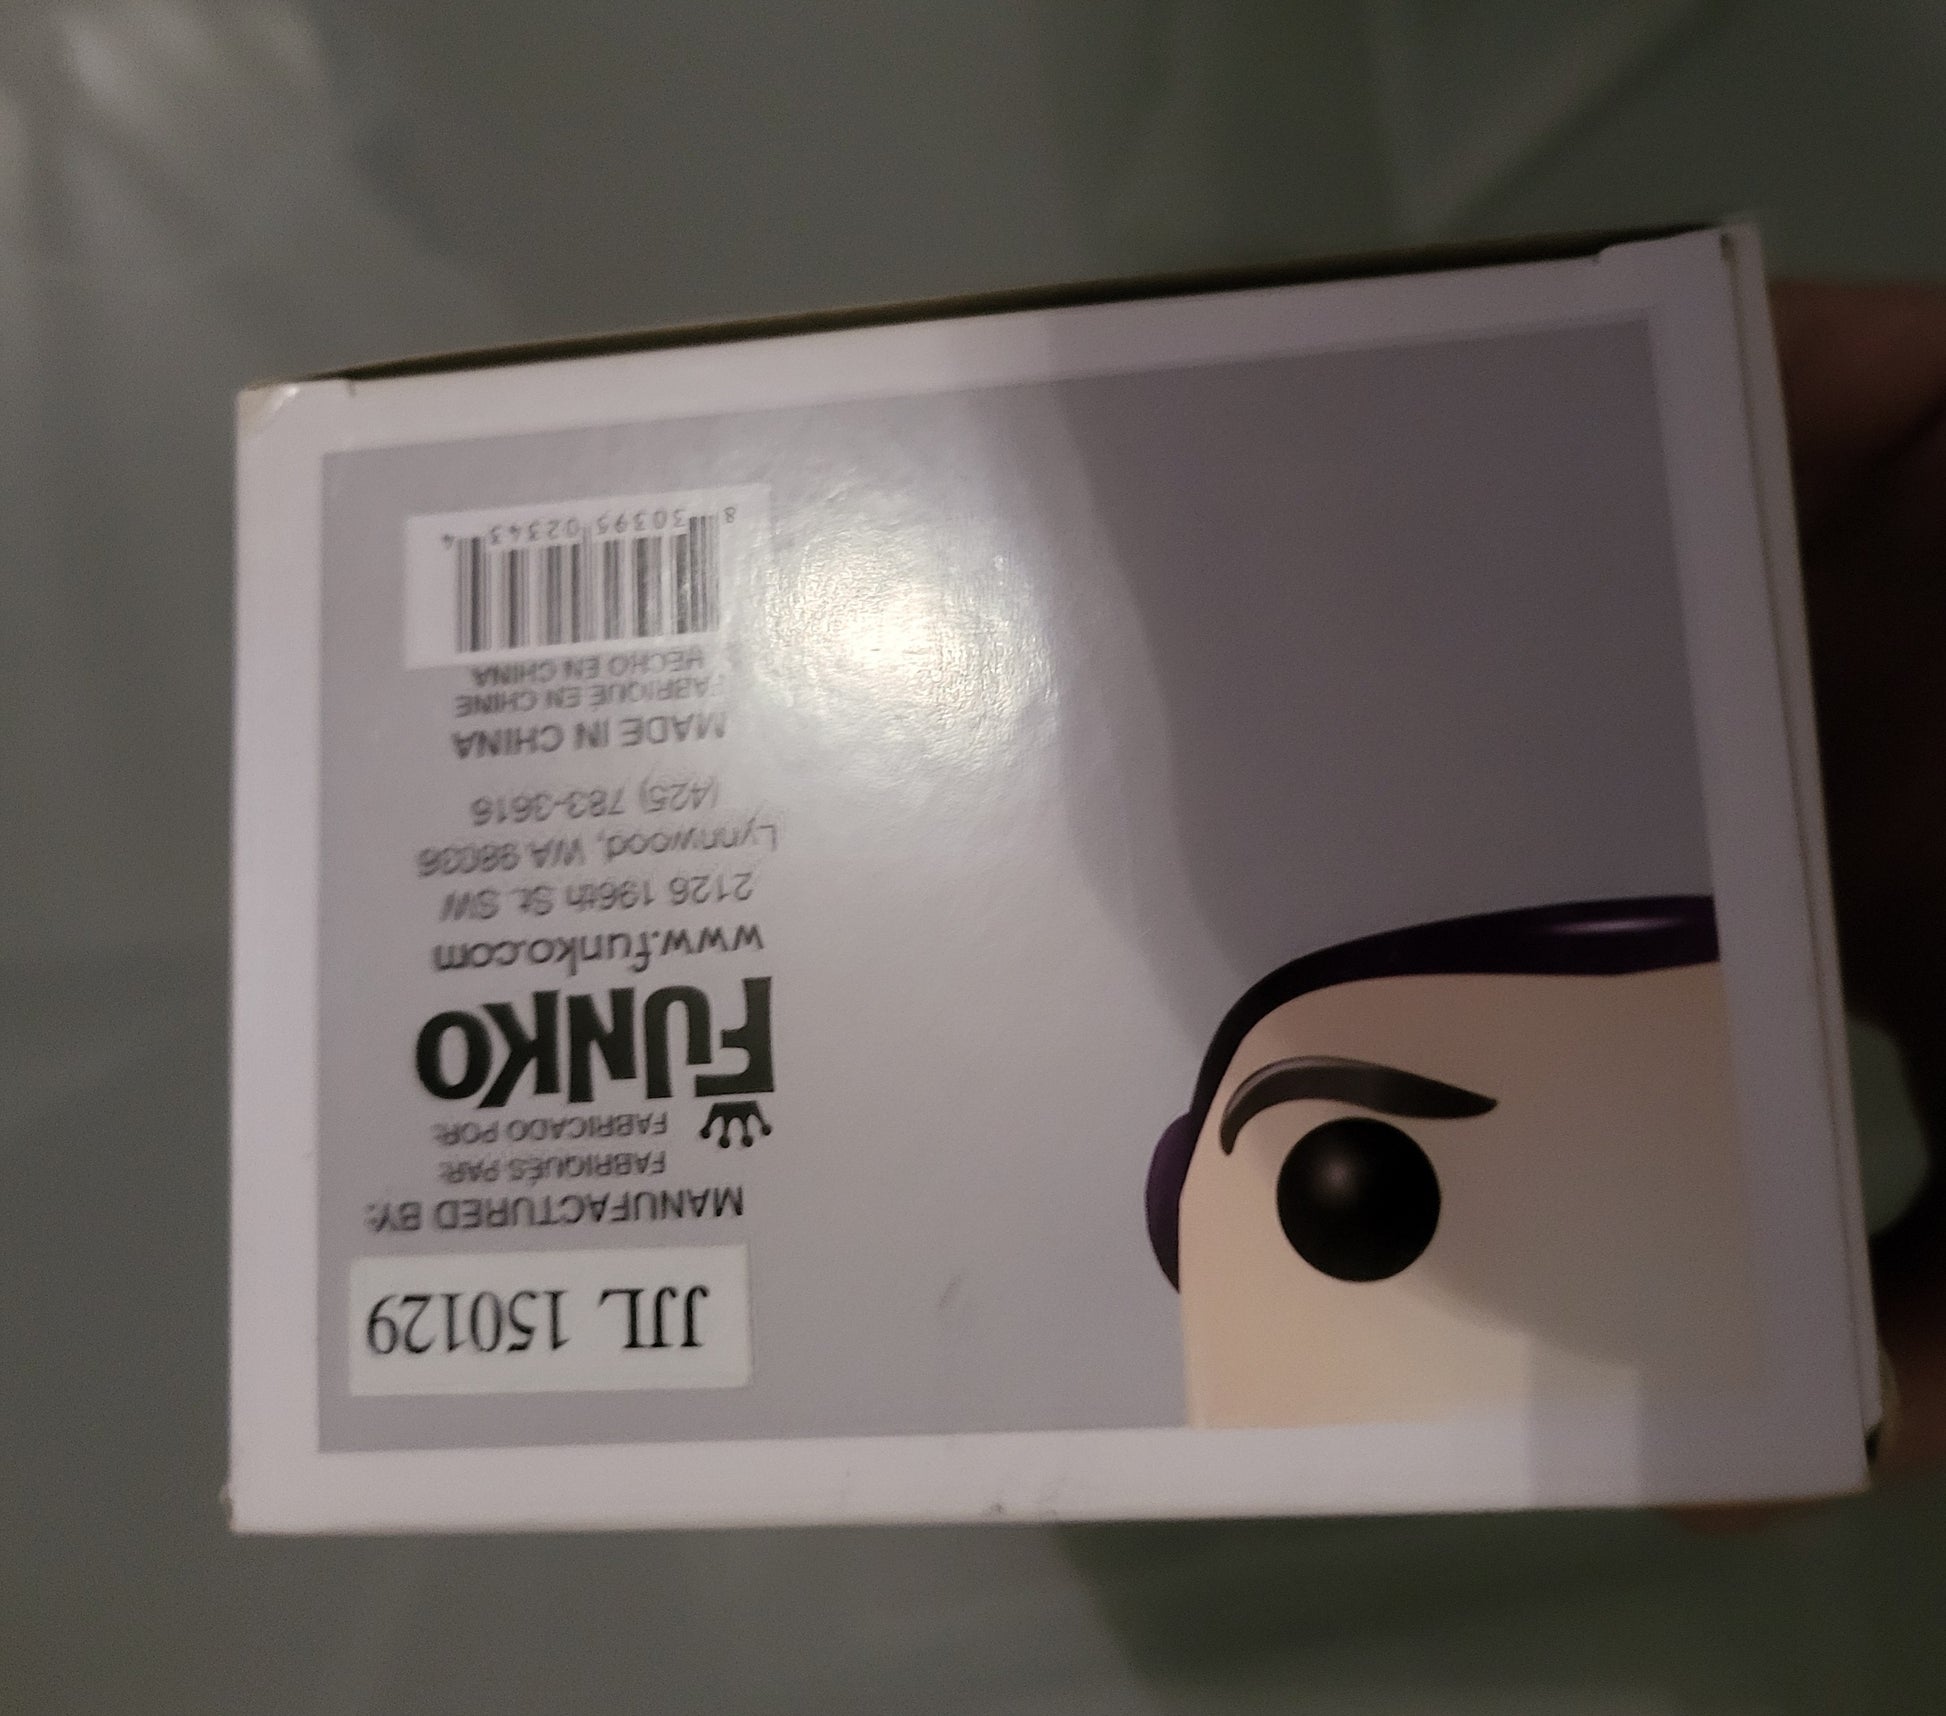 JJL 150129
MANUFACTURED BY:
FABRIQUÉS PAR:
FABRICADO POR:
FUNKO
www.funko.com
2126 196th St. SW
Lynnwood, WA 98036
(425) 783-3616
MADE IN CHINA
FABRIQUÉ EN CHINE
HECHO EN CHINA
8 30395 02343 4